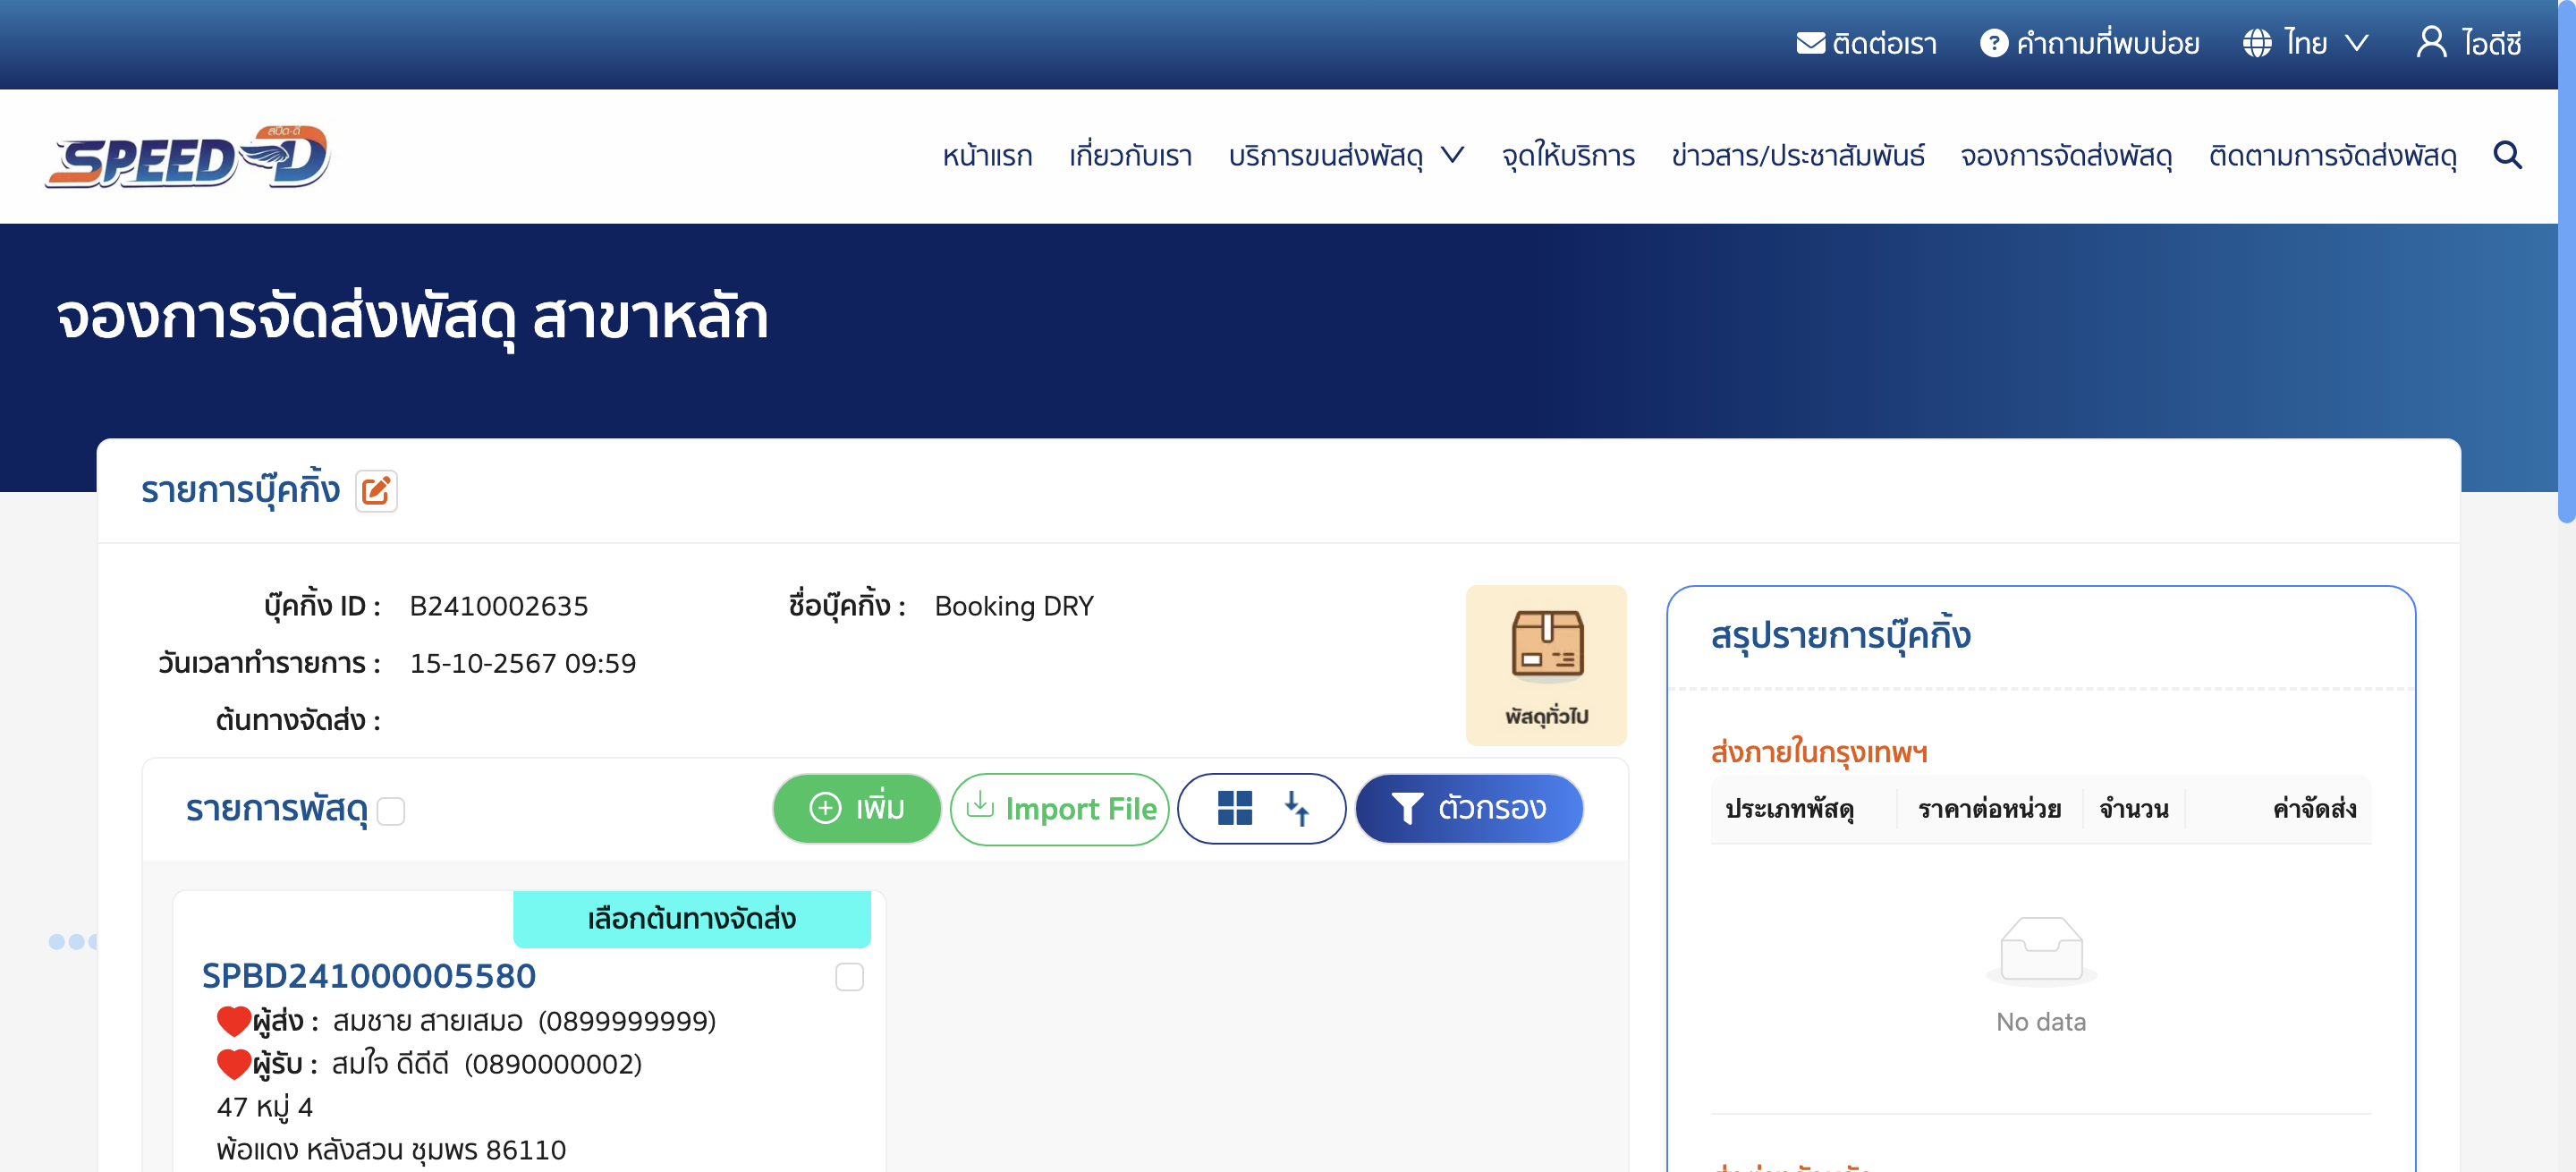 ติดต่อเรา คำถามที่พบบ่อย ไทย ไอดีซี
สปีด-ดี
SPEED-D
หน้าแรก เกี่ยวกับเรา บริการขนส่งพัสดุ จุดให้บริการ ข่าวสาร/ประชาสัมพันธ์ จองการจัดส่งพัสดุ ติดตามการจัดส่งพัสดุ
จองการจัดส่งพัสดุ สาขาหลัก
รายการบุ๊คกิ้ง
บุ๊คกิ้ง ID : B2410002635 ชื่อบุ๊คกิ้ง : Booking DRY
วันเวลาทำรายการ : 15-10-2567 09:59
ต้นทางจัดส่ง :
พัสดุทั่วไป
รายการพัสดุ เพิ่ม Import File ตัวกรอง
เลือกต้นทางจัดส่ง
SPBD241000005580
ผู้ส่ง : สมชาย สายเสมอ (0899999999)
ผู้รับ : สมใจ ดีดีดี (0890000002)
47 หมู่ 4
พ้อแดง หลังสวน ชุมพร 86110
สรุปรายการบุ๊คกิ้ง
ส่งภายในกรุงเทพฯ
ประเภทพัสดุ ราคาต่อหน่วย จำนวน ค่าจัดส่ง
No data